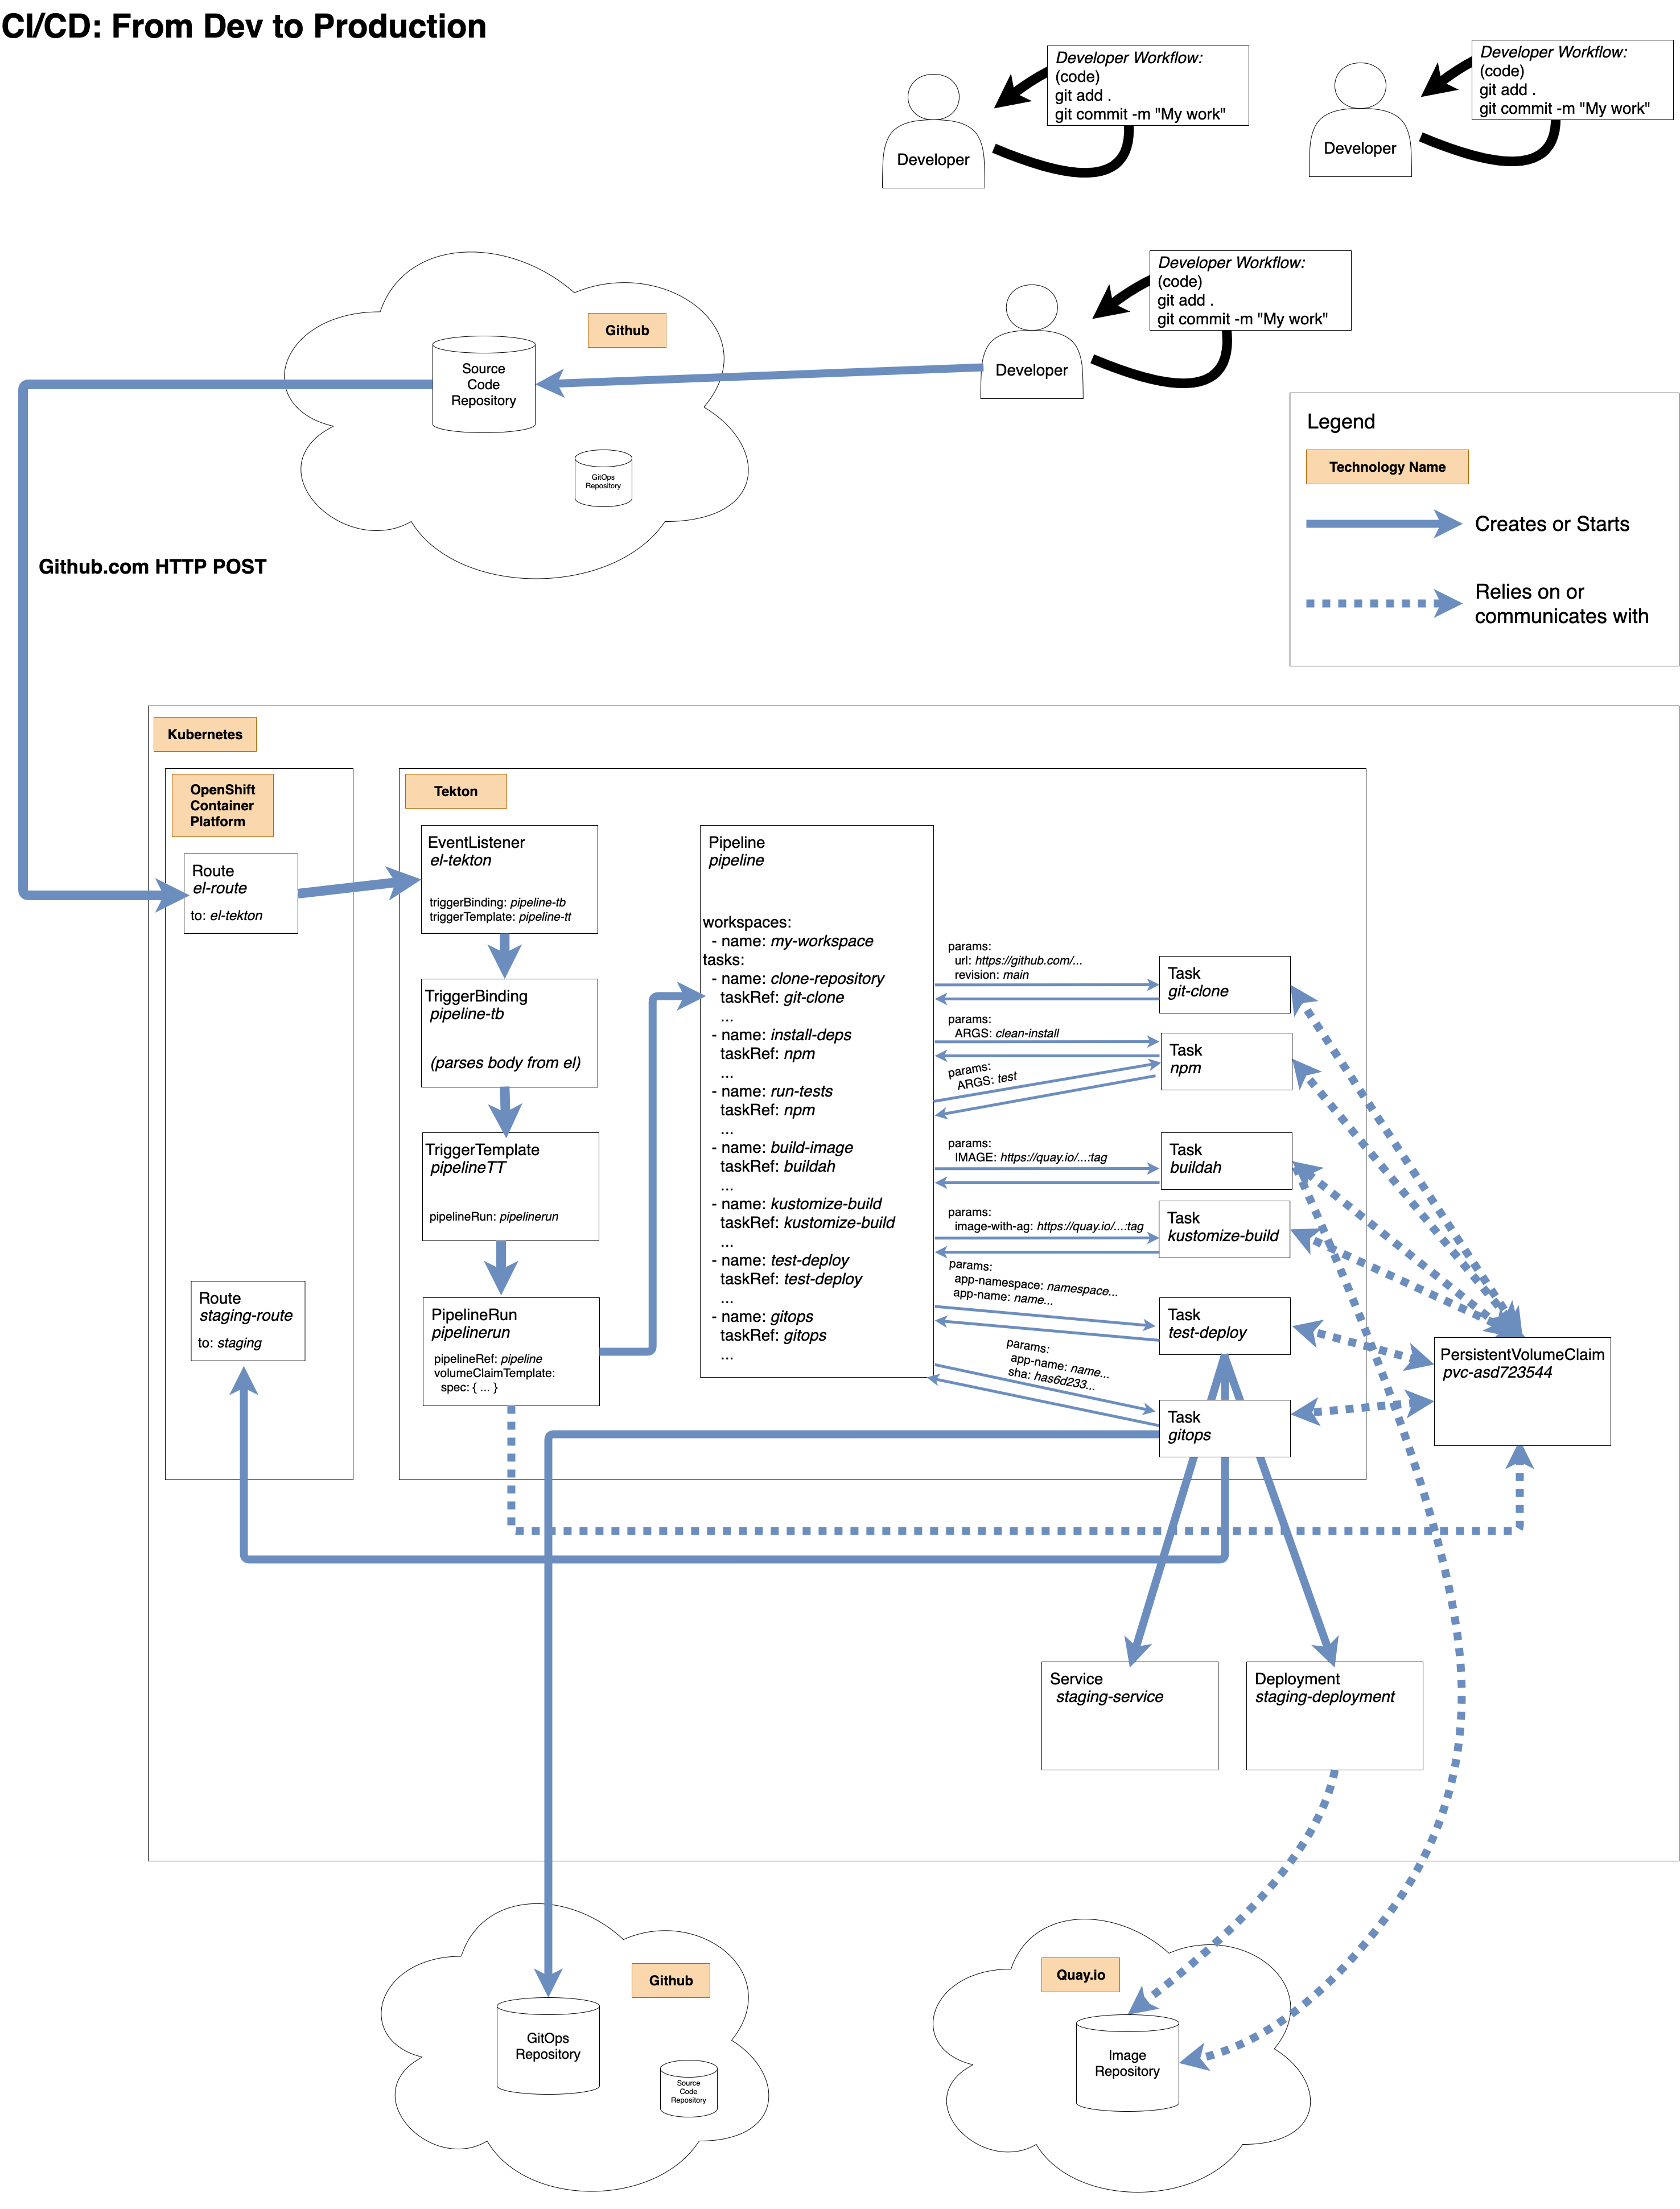 CI/CD: From Dev to Production
Developer Workflow:
(code)
git add .
git commit -m "My work"
Developer
Developer Workflow:
(code)
git add .
git commit -m "My work"
Developer
Developer Workflow:
(code)
git add .
git commit -m "My work"
Developer
Github
Source
Code
Repository
GitOps
Repository
Legend
Technology Name
Creates or Starts
Relies on or
communicates with
Github.com HTTP POST
Kubernetes
OpenShift
Container
Platform
Route
el-route
to: el-tekton
Route
staging-route
to: staging
Tekton
EventListener
el-tekton
triggerBinding: pipeline-tb
triggerTemplate: pipeline-tt
TriggerBinding
pipeline-tb
(parses body from el)
TriggerTemplate
pipelineTT
pipelineRun: pipelinerun
PipelineRun
pipelinerun
pipelineRef: pipeline
volumeClaimTemplate:
spec: { ... }
Pipeline
pipeline
workspaces:
- name: my-workspace
tasks:
- name: clone-repository
taskRef: git-clone
...
- name: install-deps
taskRef: npm
...
- name: run-tests
taskRef: npm
...
- name: build-image
taskRef: buildah
...
- name: kustomize-build
taskRef: kustomize-build
...
- name: test-deploy
taskRef: test-deploy
...
- name: gitops
taskRef: gitops
...
params:
url: https://github.com/...
revision: main
params:
ARGS: clean-install
params:
ARGS: test
params:
IMAGE: https://quay.io/...:tag
params:
image-with-ag: https://quay.io/...:tag
params:
app-namespace: namespace...
app-name: name...
params:
app-name: name...
sha: has6d233...
Task
git-clone
Task
npm
Task
buildah
Task
kustomize-build
Task
test-deploy
Task
gitops
PersistentVolumeClaim
pvc-asd723544
Service
staging-service
Deployment
staging-deployment
Github
GitOps
Repository
Source
Code
Repository
Quay.io
Image
Repository